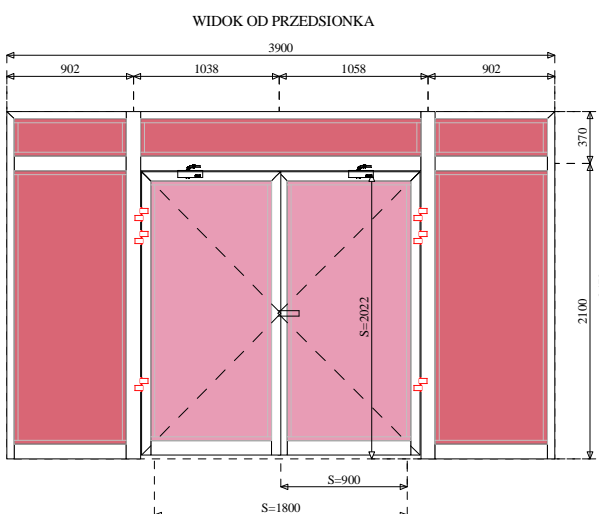 WIDOK OD PRZEDSIONKA
3900
902 1038 1058 902
370
S=2022
2100
S=900
S=1800